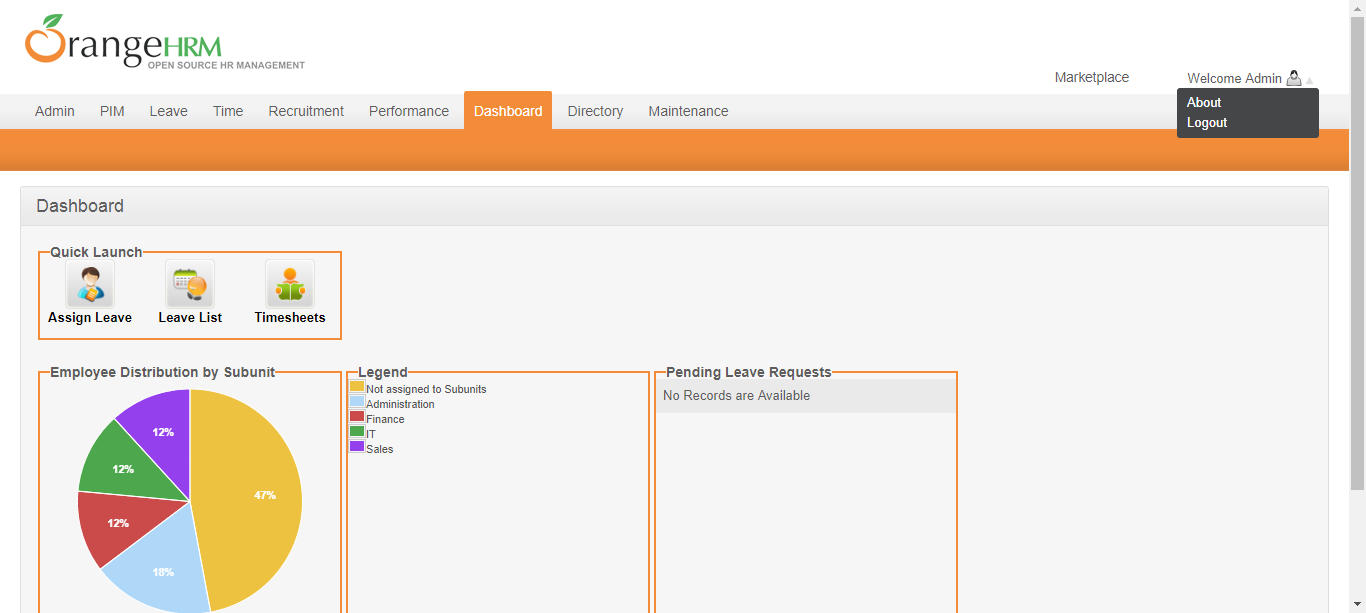 OrangeHRM
OPEN SOURCE HR MANAGEMENT
Marketplace
Welcome Admin
About
Logout
Admin PIM Leave Time Recruitment Performance Dashboard Directory Maintenance
Dashboard
Quick Launch
Assign Leave Leave List Timesheets
Employee Distribution by Subunit
12%
12%
47%
12%
18%
Legend
Not assigned to Subunits
Administration
Finance
IT
Sales
Pending Leave Requests
No Records are Available